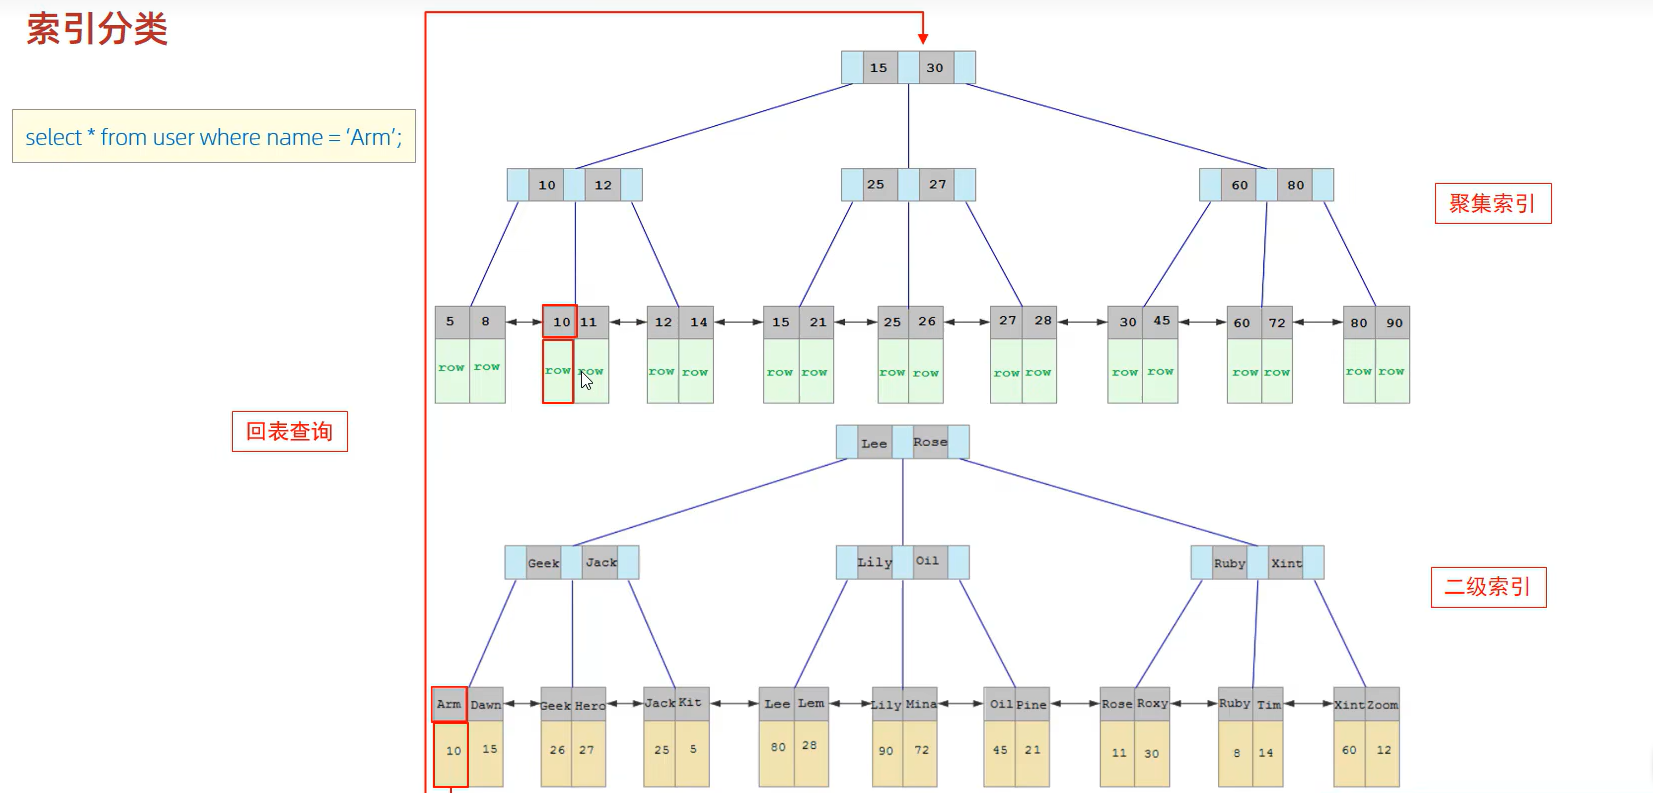 索引分类
select * from user where name = ‘Arm’;
15 30
10 12 25 27 60 80
聚集索引
5 8 10 11 12 14 15 21 25 26 27 28 30 45 60 72 80 90
row row row row row row row row row row row row row row row row row row
回表查询
Lee Rose
Geek Jack Lily Oil Ruby Xint
二级索引
Arm Dawn Geek Hero Jack Kit Lee Lem Lily Mina Oil Pine Rose Roxy Ruby Tim Xint Zoom
10 15 26 27 25 5 80 28 90 72 45 21 11 30 8 14 60 12